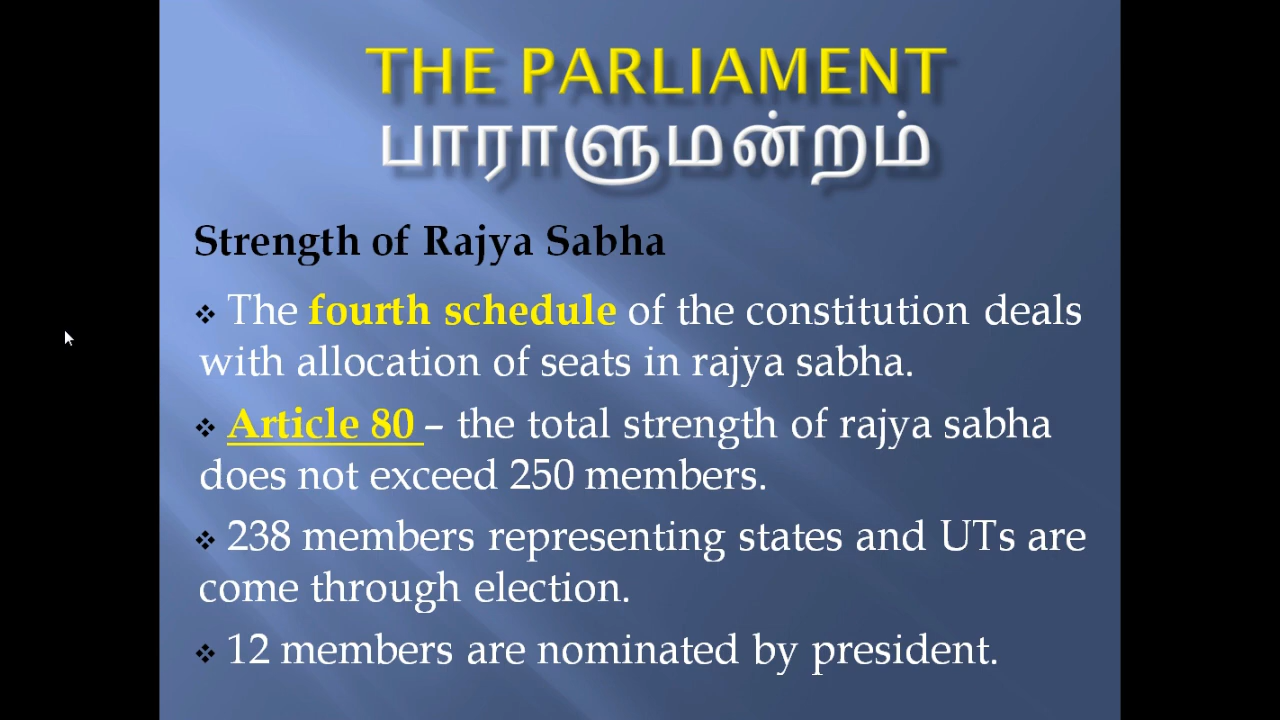 THE PARLIAMENT
பாராளுமன்றம்
Strength of Rajya Sabha
❖ The fourth schedule of the constitution deals
with allocation of seats in rajya sabha.
❖ Article 80 – the total strength of rajya sabha
does not exceed 250 members.
❖ 238 members representing states and UTs are
come through election.
❖ 12 members are nominated by president.